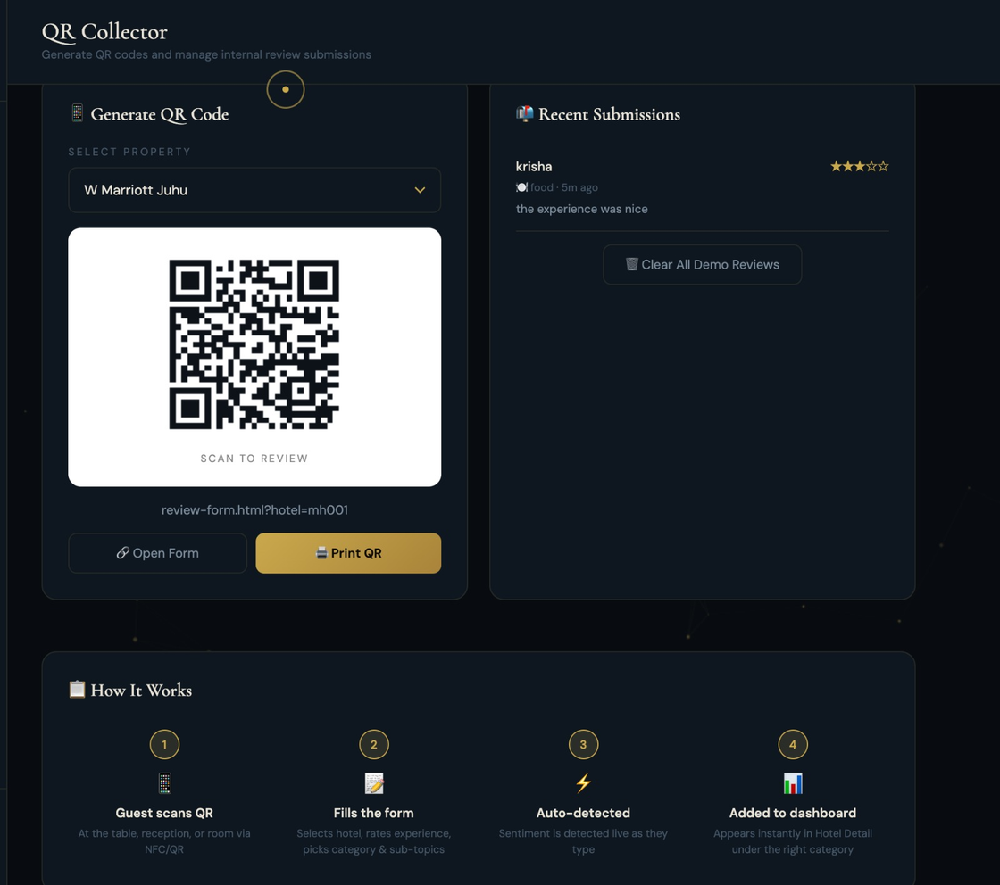 QR Collector
Generate QR codes and manage internal review submissions
Generate QR Code
SELECT PROPERTY
W Marriott Juhu
SCAN TO REVIEW
review-form.html?hotel=mh001
Open Form
Print QR
Recent Submissions
krisha
food · 5m ago
the experience was nice
Clear All Demo Reviews
How It Works
1
Guest scans QR
At the table, reception, or room via
NFC/QR
2
Fills the form
Selects hotel, rates experience,
picks category & sub-topics
3
Auto-detected
Sentiment is detected live as they
type
4
Added to dashboard
Appears instantly in Hotel Detail
under the right category